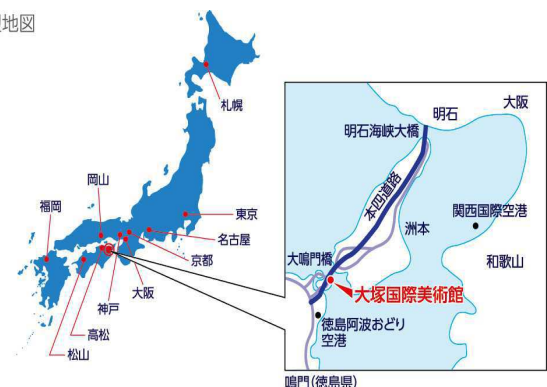 地図
札幌
岡山
福岡
東京
名古屋
京都
大阪
神戸
高松
松山
大阪
明石
明石海峡大橋
本四道路
洲本
関西国際空港
大鳴門橋
和歌山
大塚国際美術館
徳島阿波おどり
空港
鳴門(徳島県)